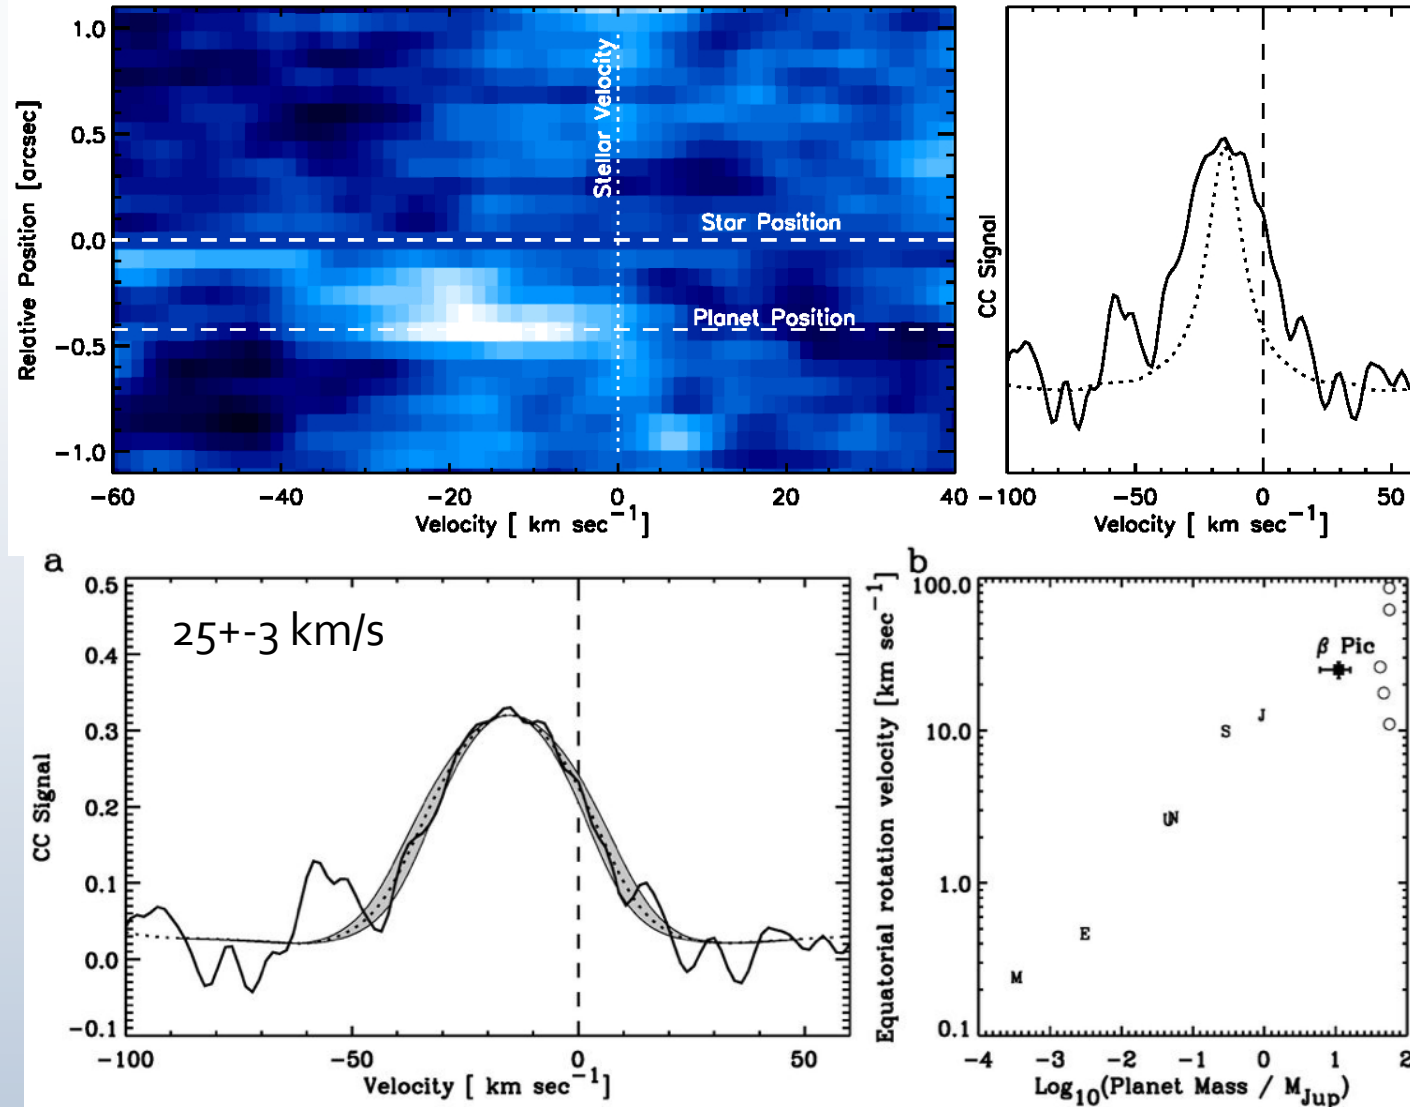 1.0
0.5
0.0
-0.5
-1.0
Relative Position [arcsec]
Stellar Velocity
Star Position
Planet Position
-60 -40 -20 0 20 40
Velocity [ km sec⁻¹]
CC Signal
-100 -50 0 50
Velocity [ km sec⁻¹]
a
25+-3 km/s
0.5
0.4
0.3
0.2
0.1
0.0
-0.1
CC Signal
-100 -50 0 50
Velocity [ km sec⁻¹]
b
100.0
10.0
1.0
0.1
Equatorial rotation velocity [km sec⁻¹]
β Pic
S J
UN
E
M
-4 -3 -2 -1 0 1 2
Log₁₀(Planet Mass / M_Jup)